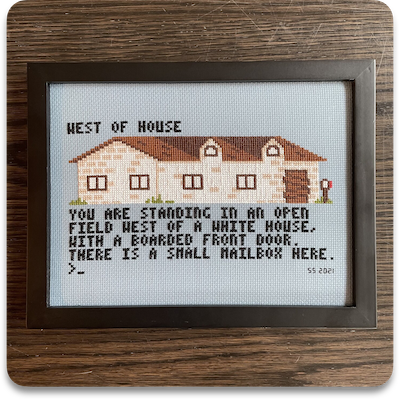 WEST OF HOUSE
YOU ARE STANDING IN AN OPEN
FIELD WEST OF A WHITE HOUSE,
WITH A BOARDED FRONT DOOR.
THERE IS A SMALL MAILBOX HERE.
>_
SS 2021